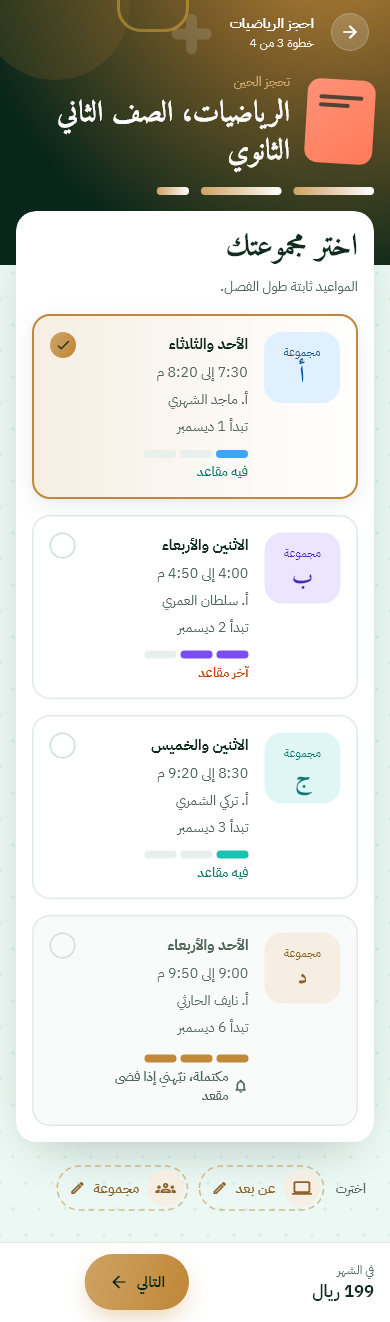 احجز الرياضيات
خطوة 3 من 4
تحجز الحين
الرياضيات، الصف الثاني
الثانوي
اختر مجموعتك
المواعيد ثابتة طول الفصل.
مجموعة
أ
الأحد والثلاثاء
7:30 إلى 8:20 م
أ. ماجد الشهري
تبدأ 1 ديسمبر
فيه مقاعد
مجموعة
ب
الاثنين والأربعاء
4:00 إلى 4:50 م
أ. سلطان العمري
تبدأ 2 ديسمبر
آخر مقاعد
مجموعة
ج
الاثنين والخميس
8:30 إلى 9:20 م
أ. تركي الشمري
تبدأ 3 ديسمبر
فيه مقاعد
مجموعة
د
الأحد والأربعاء
9:00 إلى 9:50 م
أ. نايف الحارثي
تبدأ 6 ديسمبر
مكتملة، نبّهني إذا فضى
مقعد
اخترت
عن بعد
مجموعة
في الشهر
199 ريال
التالي